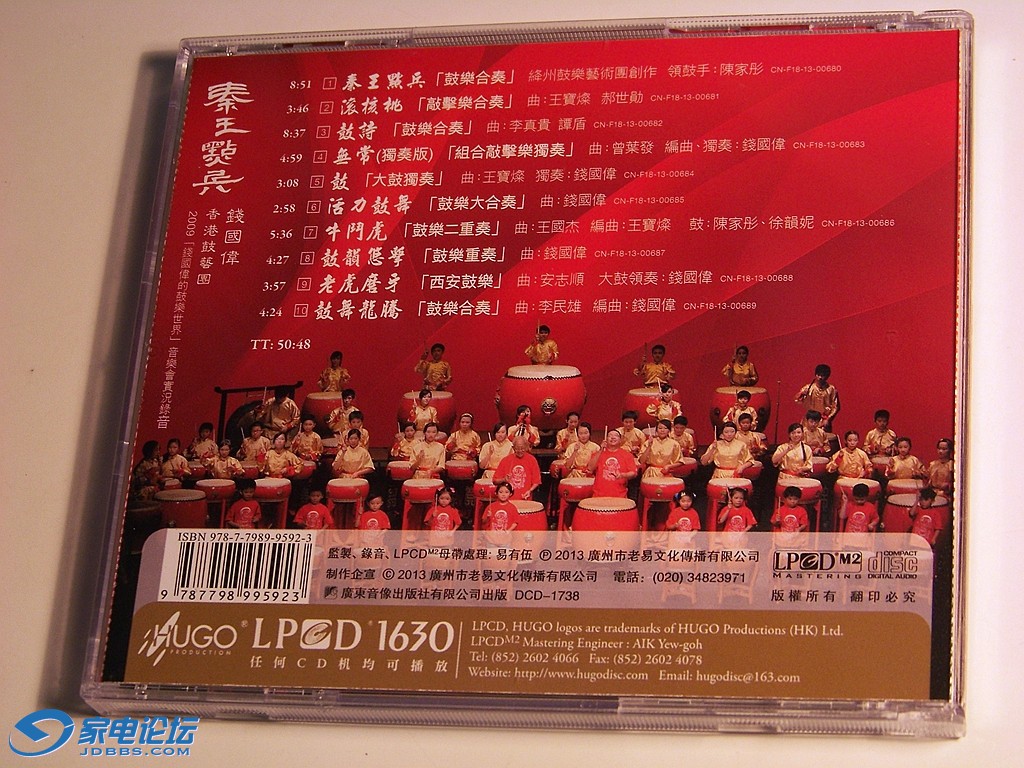 秦王點兵
錢國偉
香港鼓藝團
2009「錢國偉的鼓樂世界」音樂會實況錄音
8:51 1 秦王點兵「鼓樂合奏」 絳州鼓樂藝術團創作 領鼓手：陳家彤 CN-F18-13-00680
3:46 2 滾核桃「敲擊樂合奏」 曲：王寶燦 郝世勛 CN-F18-13-00681
8:37 3 鼓詩「鼓樂合奏」 曲：李真貴 譚盾 CN-F18-13-00682
4:59 4 無常(獨奏版)「組合敲擊樂獨奏」 曲：曾葉發 編曲、獨奏：錢國偉 CN-F18-13-00683
3:08 5 鼓「大鼓獨奏」 曲：王寶燦 獨奏：錢國偉 CN-F18-13-00684
2:58 6 活力鼓舞「鼓樂大合奏」 曲：錢國偉 CN-F18-13-00685
5:36 7 牛鬥虎「鼓樂二重奏」 曲：王國杰 編曲：王寶燦 鼓：陳家彤、徐韻妮 CN-F18-13-00686
4:27 8 鼓韻「鼓樂重奏」 曲：錢國偉 CN-F18-13-00687
3:57 9 老虎磨牙「西安鼓樂」 曲：安志順 大鼓領奏：錢國偉 CN-F18-13-00688
4:24 10 鼓舞龍騰「鼓樂合奏」 曲：李民雄 編曲：錢國偉 CN-F18-13-00689
TT: 50:48
ISBN 978-7-7989-9592-3
9 787798 995923
監製、錄音、LPCDM2母帶處理：易有伍 ℗ 2013 廣州市老易文化傳播有限公司
制作企宣 © 2013 廣州市老易文化傳播有限公司 電話：(020) 34823971
廣東音像出版社有限公司出版 DCD-1738
LPCD M2
MASTERING
COMPACT
disc
DIGITAL AUDIO
版權所有 翻印必究
HUGO®
PRODUCTION
LPCD® 1630
任何CD机均可播放
LPCD, HUGO logos are trademarks of HUGO Productions (HK) Ltd.
LPCDM2 Mastering Engineer : AIK Yew-goh
Tel: (852) 2602 4066 Fax: (852) 2602 4078
Website: http://www.hugodisc.com Email: hugodisc@163.com
家电论坛
JDBBS.COM